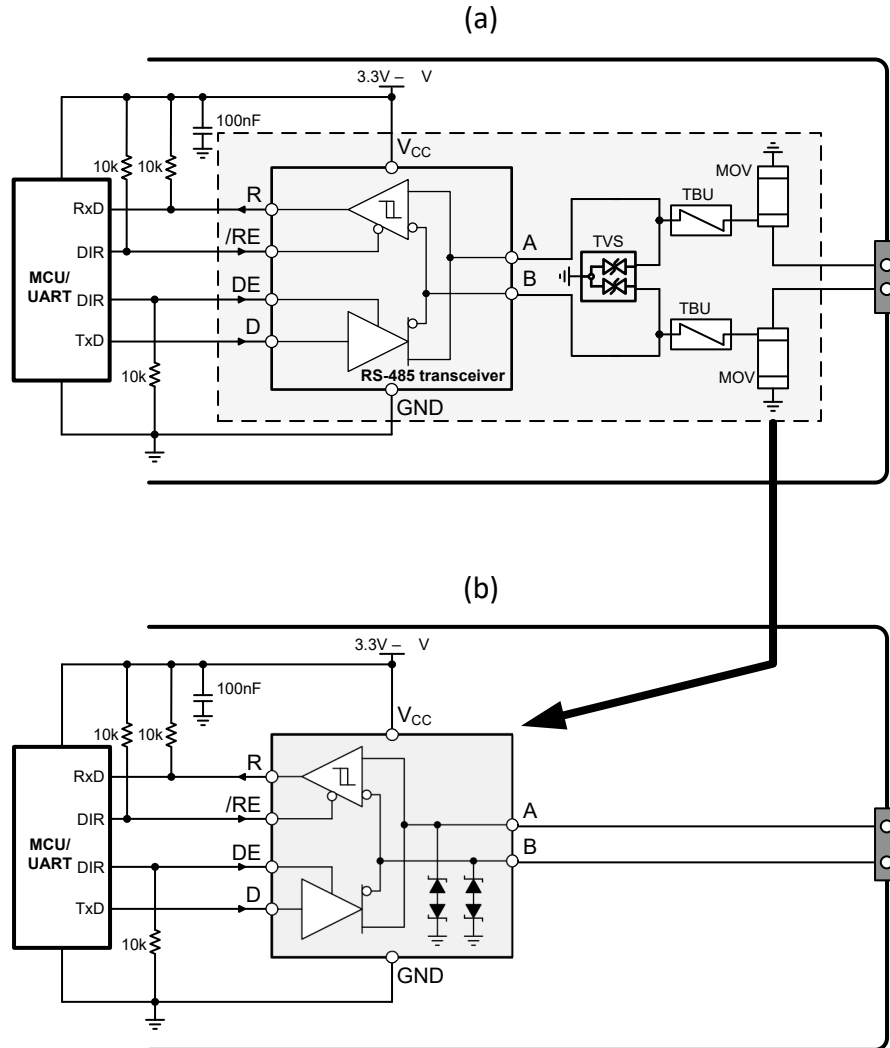 (a)
3.3V – V
100nF
10k 10k
VCC
MOV
TBU
RxD
R
DIR
/RE
A
TVS
MCU/
UART
B
DIR
DE
TxD
D
TBU
10k
RS-485 transceiver
MOV
GND
(b)
3.3V – V
100nF
10k 10k
VCC
RxD
R
DIR
/RE
A
MCU/
UART
B
DIR
DE
TxD
D
10k
GND